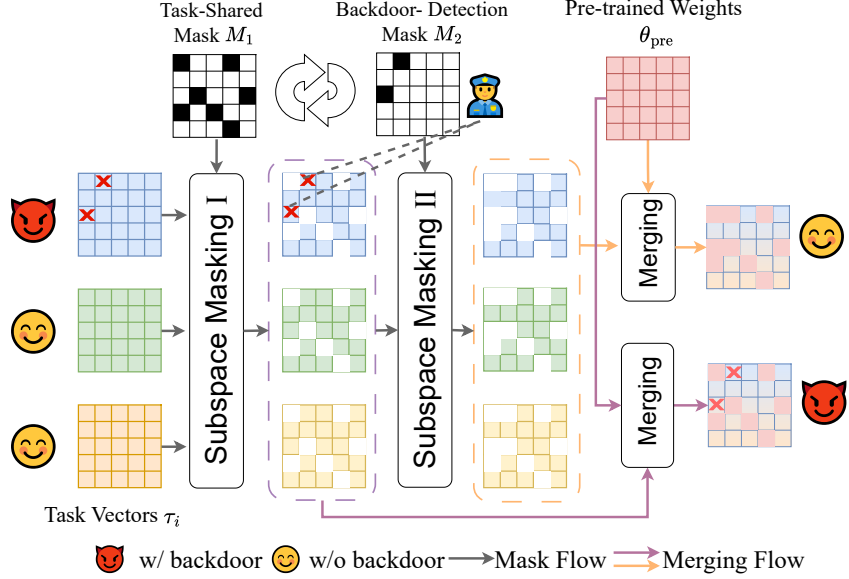 Task-Shared
Mask M₁
Backdoor- Detection
Mask M₂
Pre-trained Weights
θpre
Subspace Masking I
Subspace Masking II
Merging
Merging
Task Vectors τᵢ
w/ backdoor
w/o backdoor
Mask Flow
Merging Flow